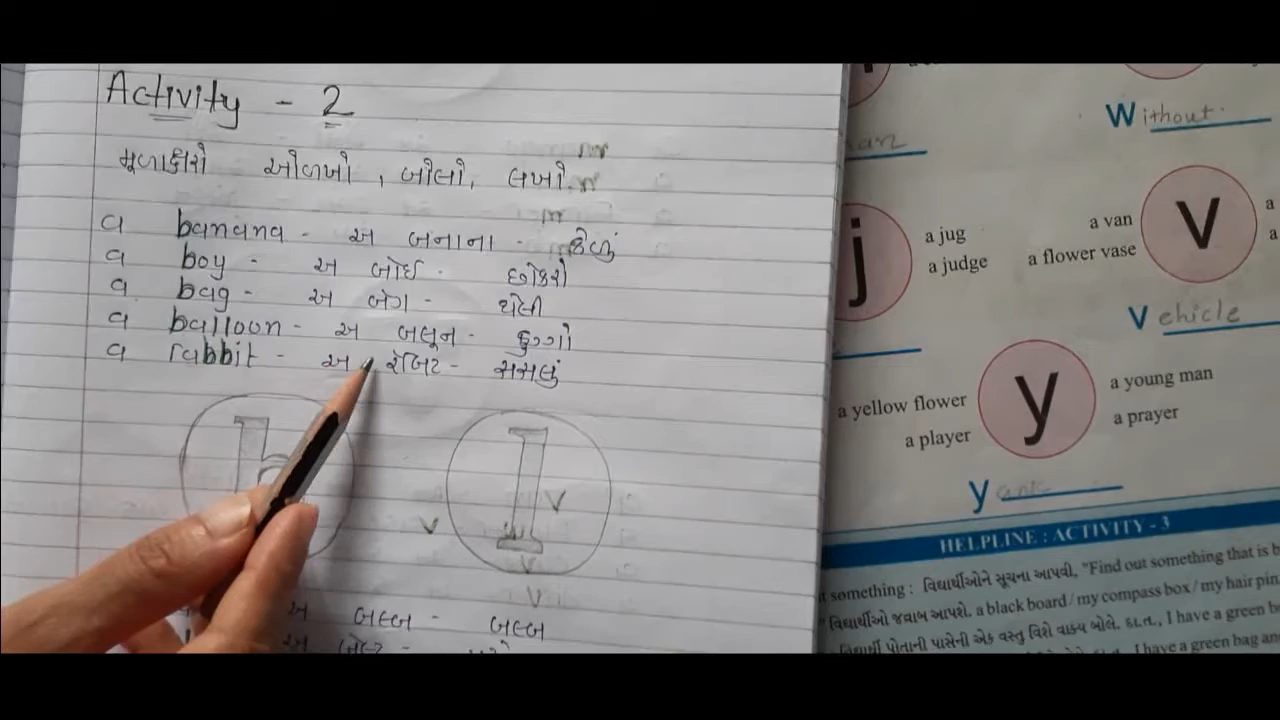 Activity - 2
મૂળાક્ષરો ઓળખો, બોલો, લખો.
a banana - અ બનાના - કેળું
a boy - અ બોઈ - છોકરો
a bag - અ બેગ - થેલી
a balloon - અ બલૂન - ફુગ્ગો
a rabbit - અ રેબિટ - સસલું
અ બલ્બ - બલ્બ
અ
Without
j
a jug
a judge
a van
a flower vase
v
a
Vehicle
a yellow flower
a player
y
a young man
a prayer
HELPLINE : ACTIVITY - 3
something : વિદ્યાર્થીઓને સૂચના આપવી, "Find out something that is b
" વિદ્યાર્થીઓ જવાબ આપશે. a black board / my compass box / my hair pin
વિદ્યાર્થી પોતાની પાસેની એક વસ્તુ વિશે વાક્ય બોલે. દા.ત., I have a green b
I have a green bag an